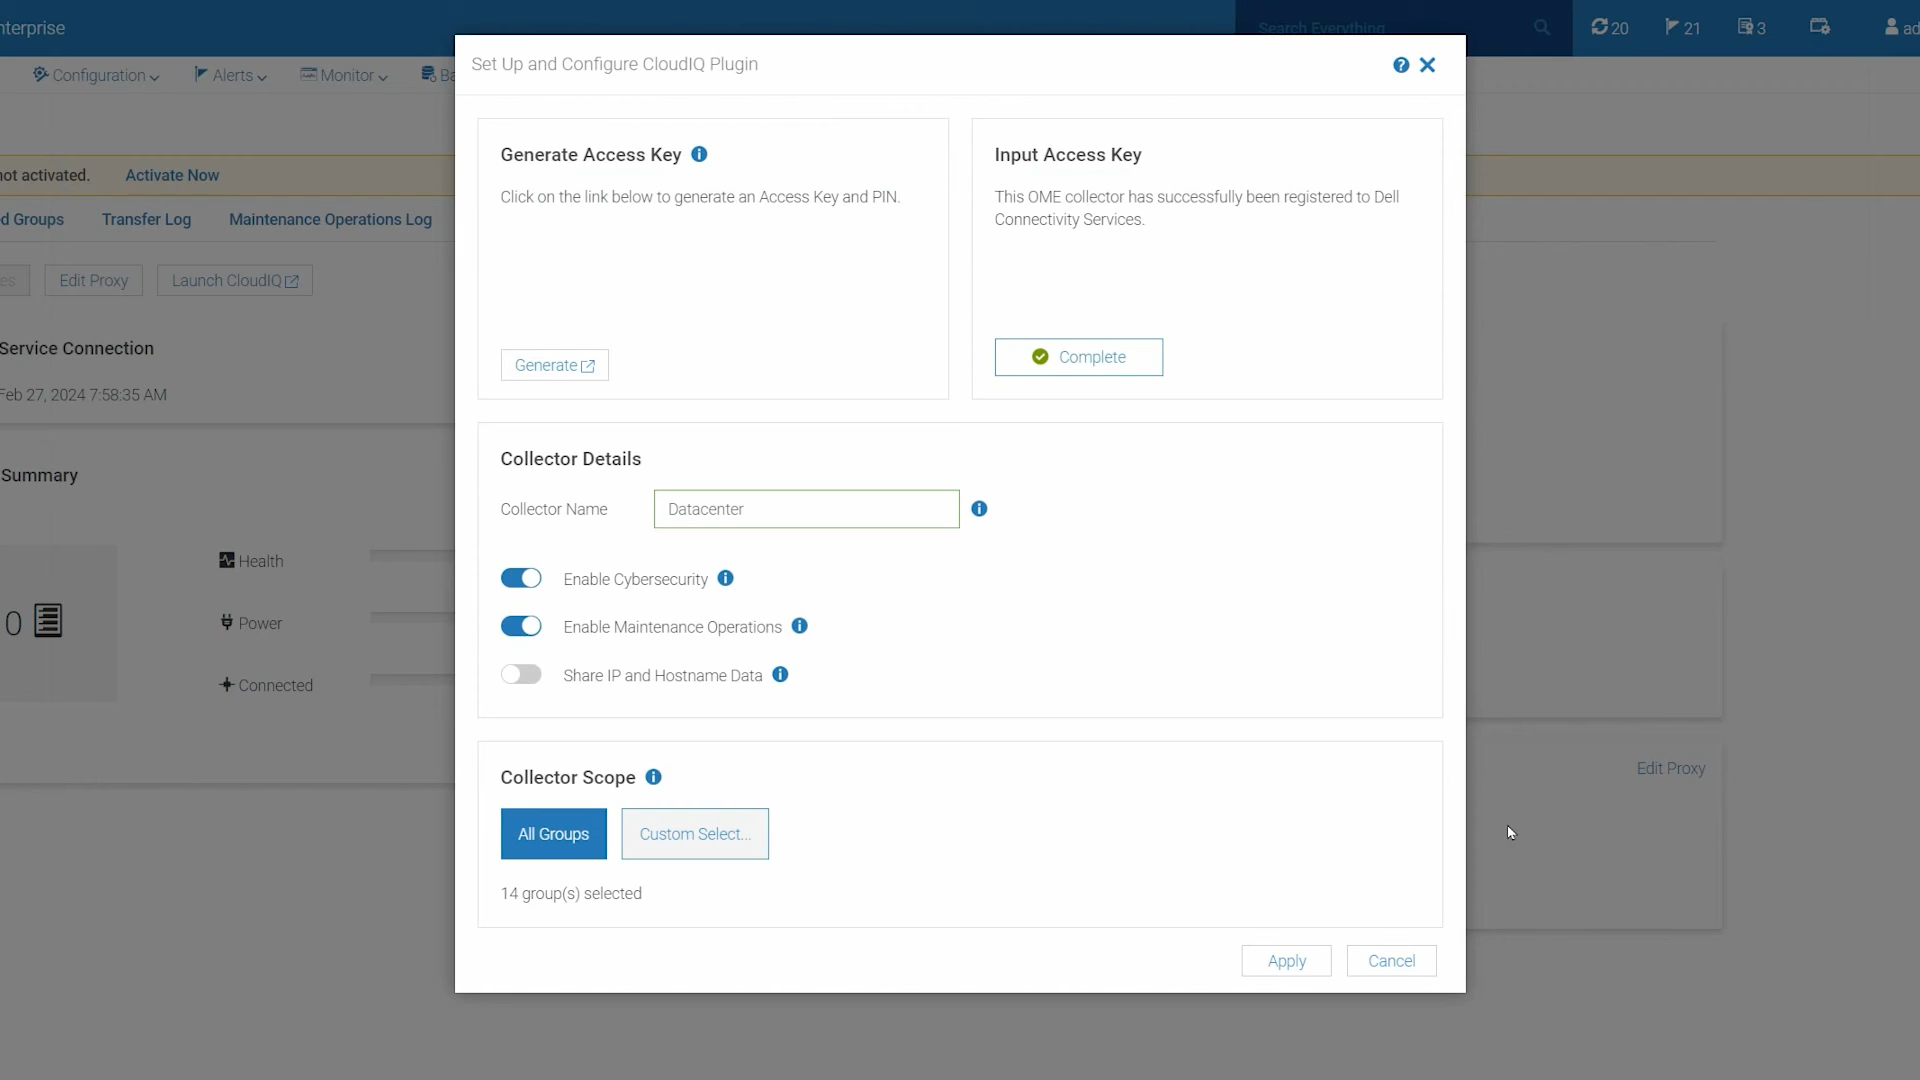 nterprise
Search Everything
20
21
3
ad
Configuration
Alerts
Monitor
Ba
Set Up and Configure CloudIQ Plugin
not activated.
Activate Now
d Groups
Transfer Log
Maintenance Operations Log
es
Edit Proxy
Launch CloudIQ
Service Connection
Feb 27, 2024 7:58:35 AM
Summary
0
Health
Power
Connected
Generate Access Key
Click on the link below to generate an Access Key and PIN.
Generate
Input Access Key
This OME collector has successfully been registered to Dell
Connectivity Services.
Complete
Collector Details
Collector Name
Datacenter
Enable Cybersecurity
Enable Maintenance Operations
Share IP and Hostname Data
Collector Scope
All Groups
Custom Select...
14 group(s) selected
Apply
Cancel
Edit Proxy